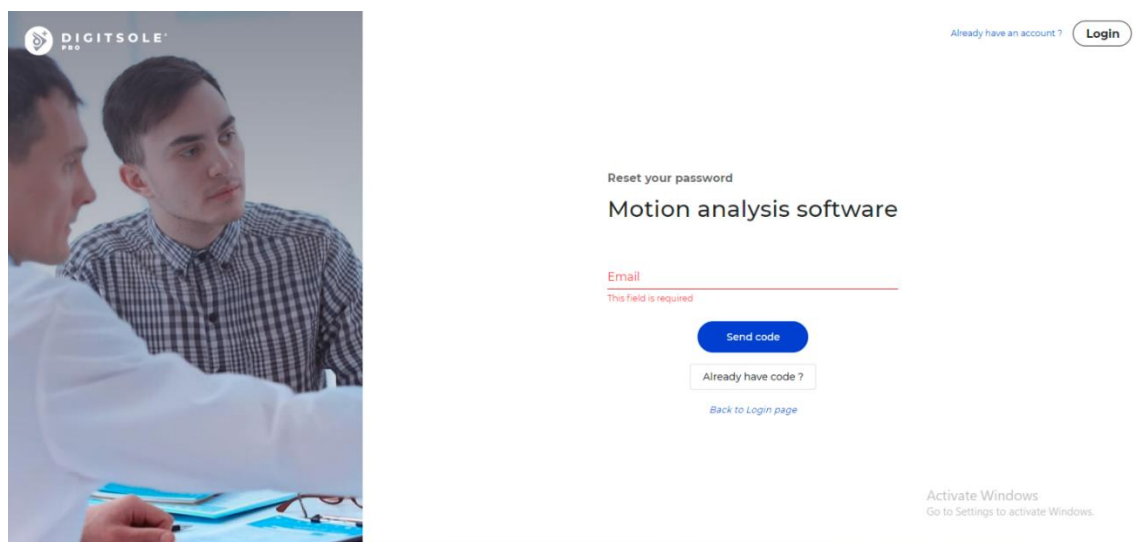 DIGITSOLE
PRO
Already have an account ?
Login
Reset your password
Motion analysis software
Email
This field is required
Send code
Already have code ?
Back to Login page
Activate Windows
Go to Settings to activate Windows.